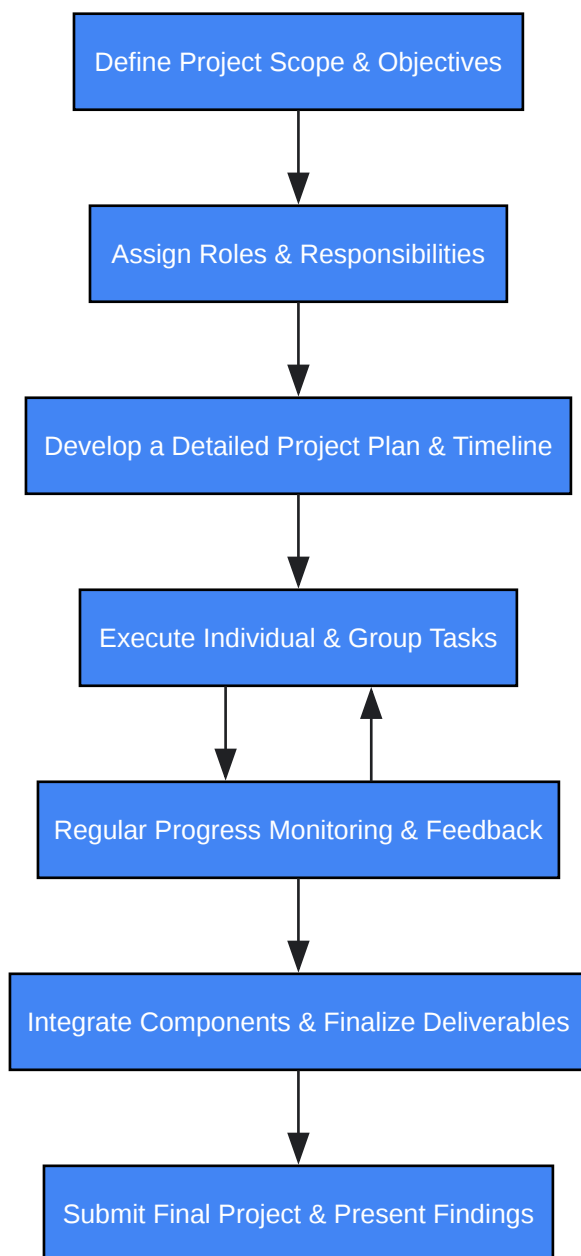 Define Project Scope & Objectives
Assign Roles & Responsibilities
Develop a Detailed Project Plan & Timeline
Execute Individual & Group Tasks
Regular Progress Monitoring & Feedback
Integrate Components & Finalize Deliverables
Submit Final Project & Present Findings